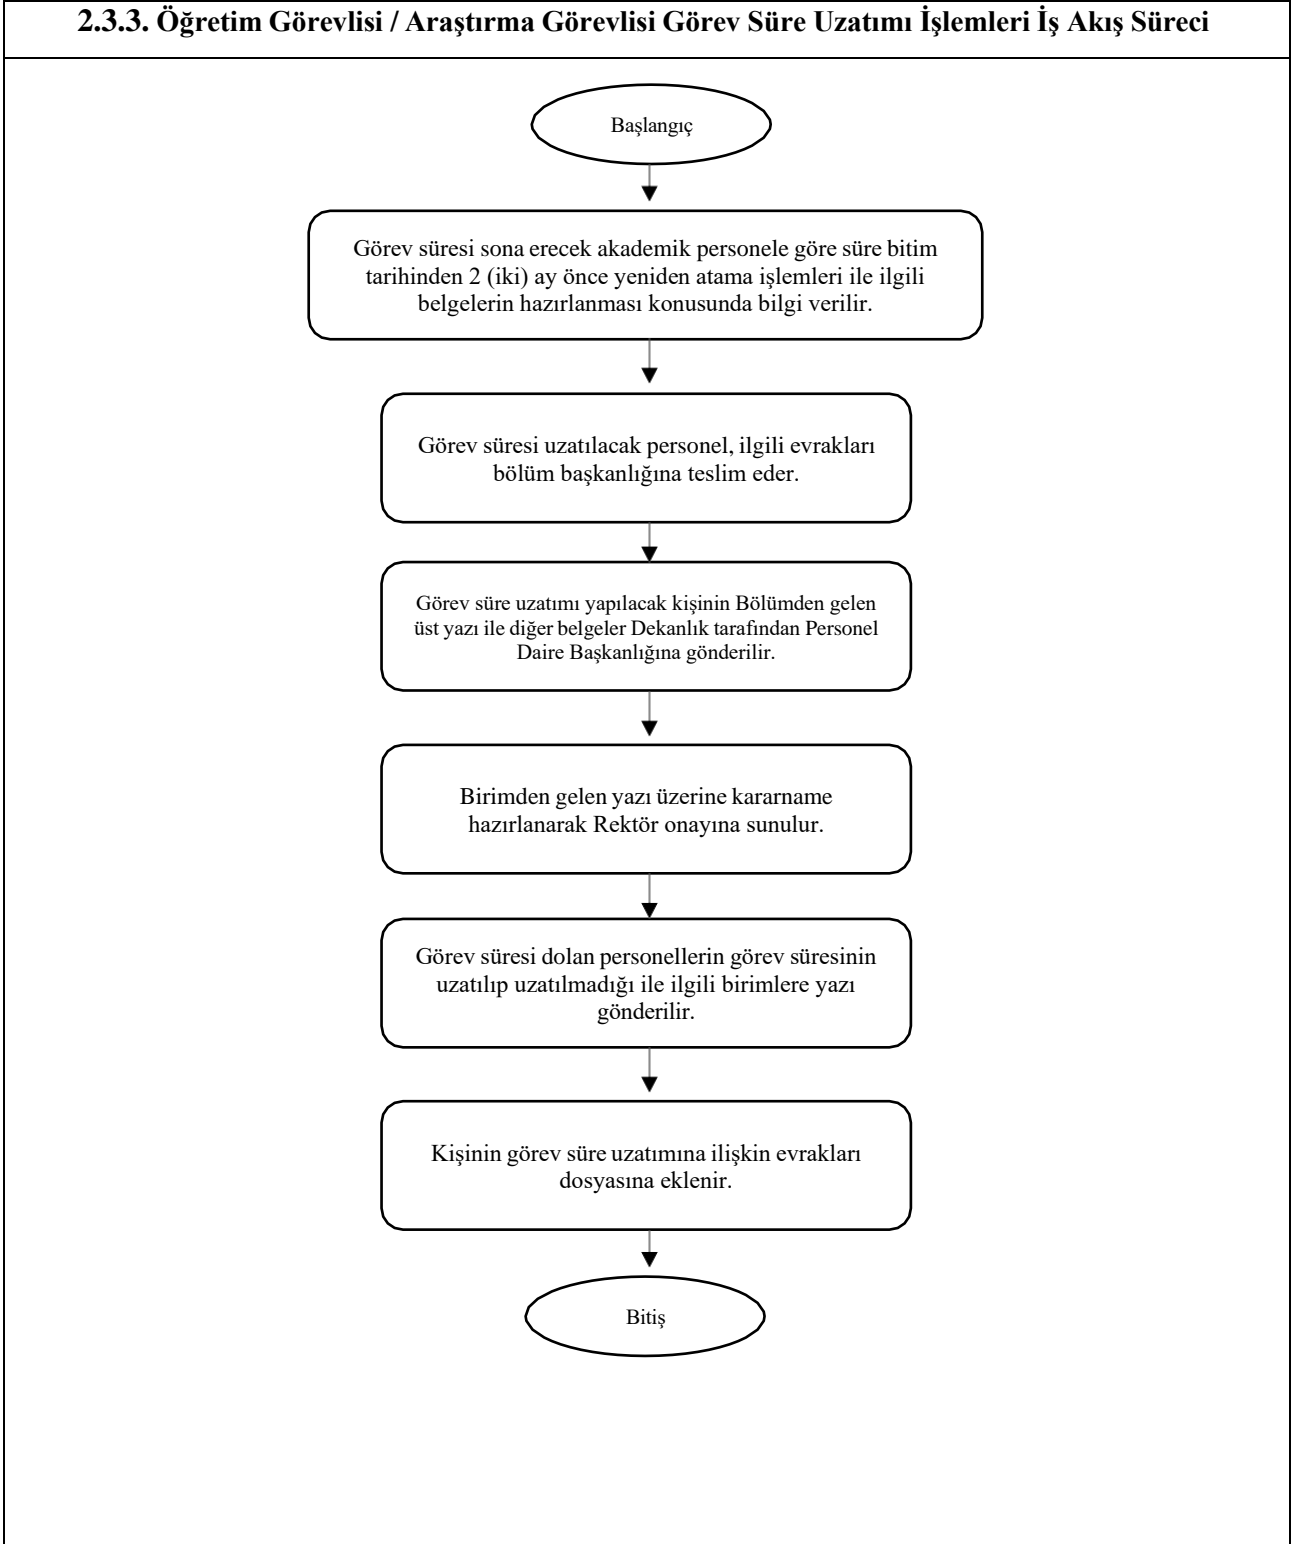 2.3.3. Öğretim Görevlisi / Araştırma Görevlisi Görev Süre Uzatımı İşlemleri İş Akış Süreci
Başlangıç
Görev süresi sona erecek akademik personele göre süre bitim
tarihinden 2 (iki) ay önce yeniden atama işlemleri ile ilgili
belgelerin hazırlanması konusunda bilgi verilir.
Görev süresi uzatılacak personel, ilgili evrakları
bölüm başkanlığına teslim eder.
Görev süre uzatımı yapılacak kişinin Bölümden gelen
üst yazı ile diğer belgeler Dekanlık tarafından Personel
Daire Başkanlığına gönderilir.
Birimden gelen yazı üzerine kararname
hazırlanarak Rektör onayına sunulur.
Görev süresi dolan personellerin görev süresinin
uzatılıp uzatılmadığı ile ilgili birimlere yazı
gönderilir.
Kişinin görev süre uzatımına ilişkin evrakları
dosyasına eklenir.
Bitiş